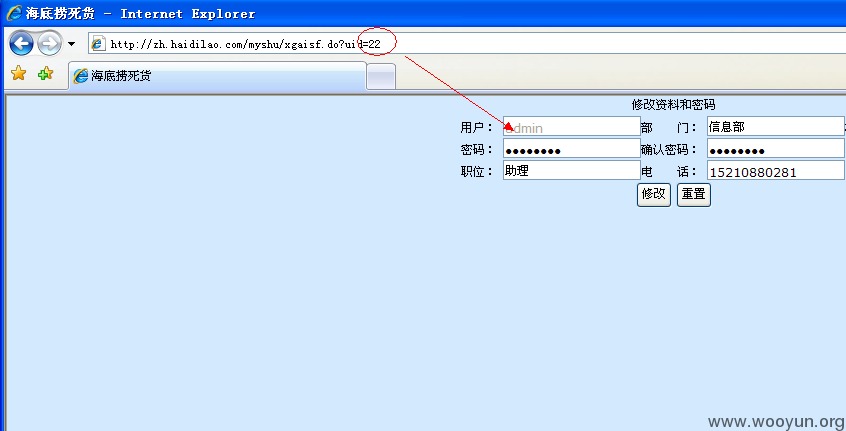 海底捞死货 - Internet Explorer
http://zh.haidilao.com/myshu/xgaisf.do?uid=22
海底捞死货
修改资料和密码
用户： admin 部 门： 信息部
密码： ●●●●●●●● 确认密码： ●●●●●●●●
职位： 助理 电 话： 15210880281
修改 重置
www.wooyun.org